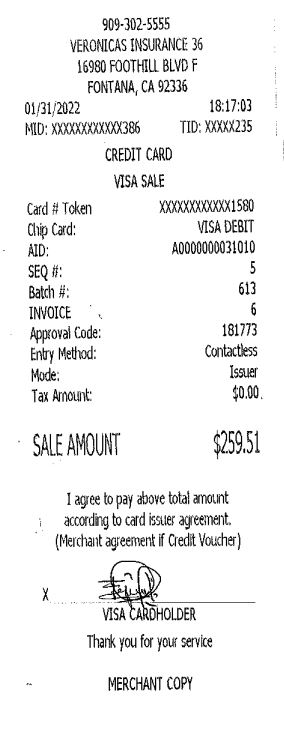 909-302-5555
VERONICAS INSURANCE 36
16980 FOOTHILL BLVD F
FONTANA, CA 92336
01/31/2022 18:17:03
MID: XXXXXXXXXXXX386 TID: XXXXX235
CREDIT CARD
VISA SALE
Card # Token XXXXXXXXXXXX1580
Chip Card: VISA DEBIT
AID: A0000000031010
SEQ #: 5
Batch #: 613
INVOICE 6
Approval Code: 181773
Entry Method: Contactless
Mode: Issuer
Tax Amount: $0.00
SALE AMOUNT $259.51
I agree to pay above total amount
according to card issuer agreement.
(Merchant agreement if Credit Voucher)
X
VISA CARDHOLDER
Thank you for your service
MERCHANT COPY